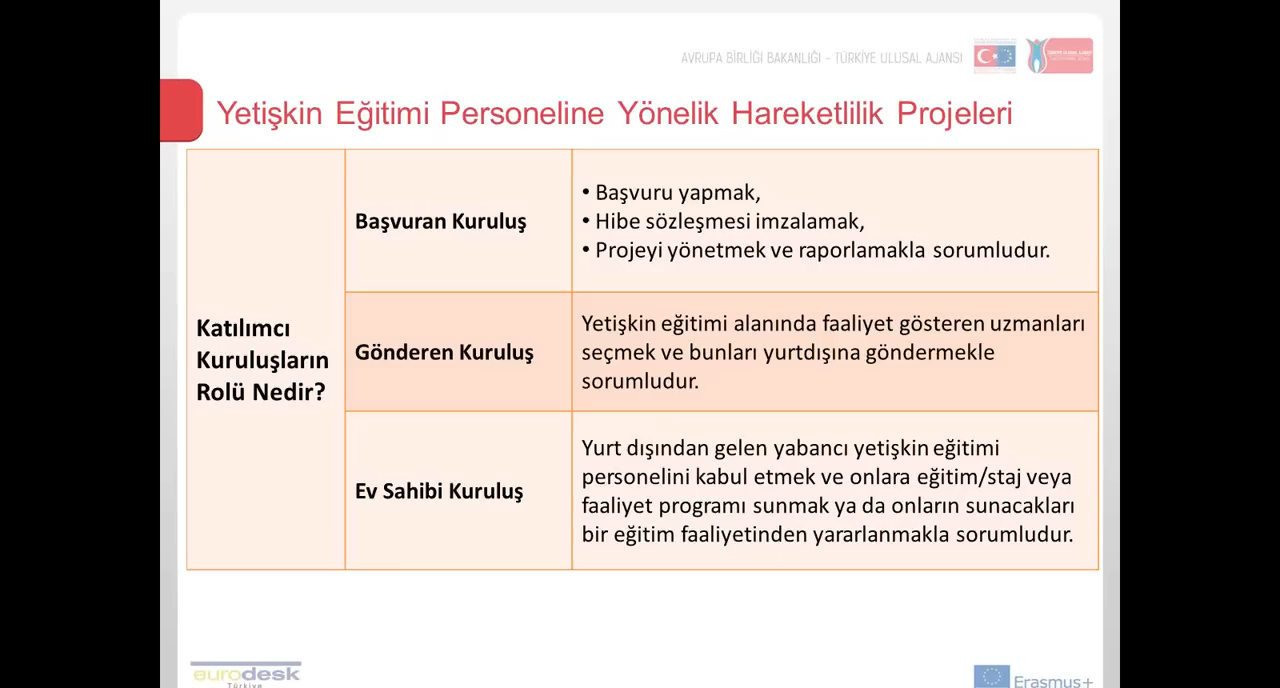 AVRUPA BİRLİĞİ BAKANLIĞI - TÜRKİYE ULUSAL AJANSI
Yetişkin Eğitimi Personeline Yönelik Hareketlilik Projeleri
Katılımcı
Kuruluşların
Rolü Nedir?
Başvuran Kuruluş
• Başvuru yapmak,
• Hibe sözleşmesi imzalamak,
• Projeyi yönetmek ve raporlamakla sorumludur.
Gönderen Kuruluş
Yetişkin eğitimi alanında faaliyet gösteren uzmanları
seçmek ve bunları yurtdışına göndermekle
sorumludur.
Ev Sahibi Kuruluş
Yurt dışından gelen yabancı yetişkin eğitimi
personelini kabul etmek ve onlara eğitim/staj veya
faaliyet programı sunmak ya da onların sunacakları
bir eğitim faaliyetinden yararlanmakla sorumludur.
eurodesk
Türkiye
Erasmus+